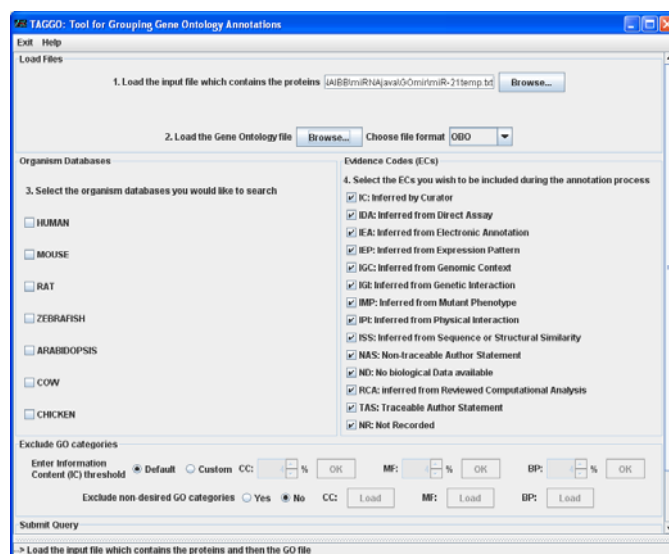 TAGGO: Tool for Grouping Gene Ontology Annotations
Exit Help
Load Files
1. Load the input file which contains the proteins \AIBB\miRNAjava\GOmir\miR-21temp.txt Browse...
2. Load the Gene Ontology file Browse... Choose file format OBO
Organism Databases
3. Select the organism databases you would like to search
HUMAN
MOUSE
RAT
ZEBRAFISH
ARABIDOPSIS
COW
CHICKEN
Evidence Codes (ECs)
4. Select the ECs you wish to be included during the annotation process
IC: Inferred by Curator
IDA: Inferred from Direct Assay
IEA: Inferred from Electronic Annotation
IEP: Inferred from Expression Pattern
IGC: Inferred from Genomic Context
IGI: Inferred from Genetic Interaction
IMP: Inferred from Mutant Phenotype
IPI: Inferred from Physical Interaction
ISS: Inferred from Sequence or Structural Similarity
NAS: Non-traceable Author Statement
ND: No biological Data available
RCA: inferred from Reviewed Computational Analysis
TAS: Traceable Author Statement
NR: Not Recorded
Exclude GO categories
Enter Information
Content (IC) threshold Default Custom CC: % OK MF: % OK BP: % OK
Exclude non-desired GO categories Yes No CC: Load MF: Load BP: Load
Submit Query
--> Load the input file which contains the proteins and then the GO file